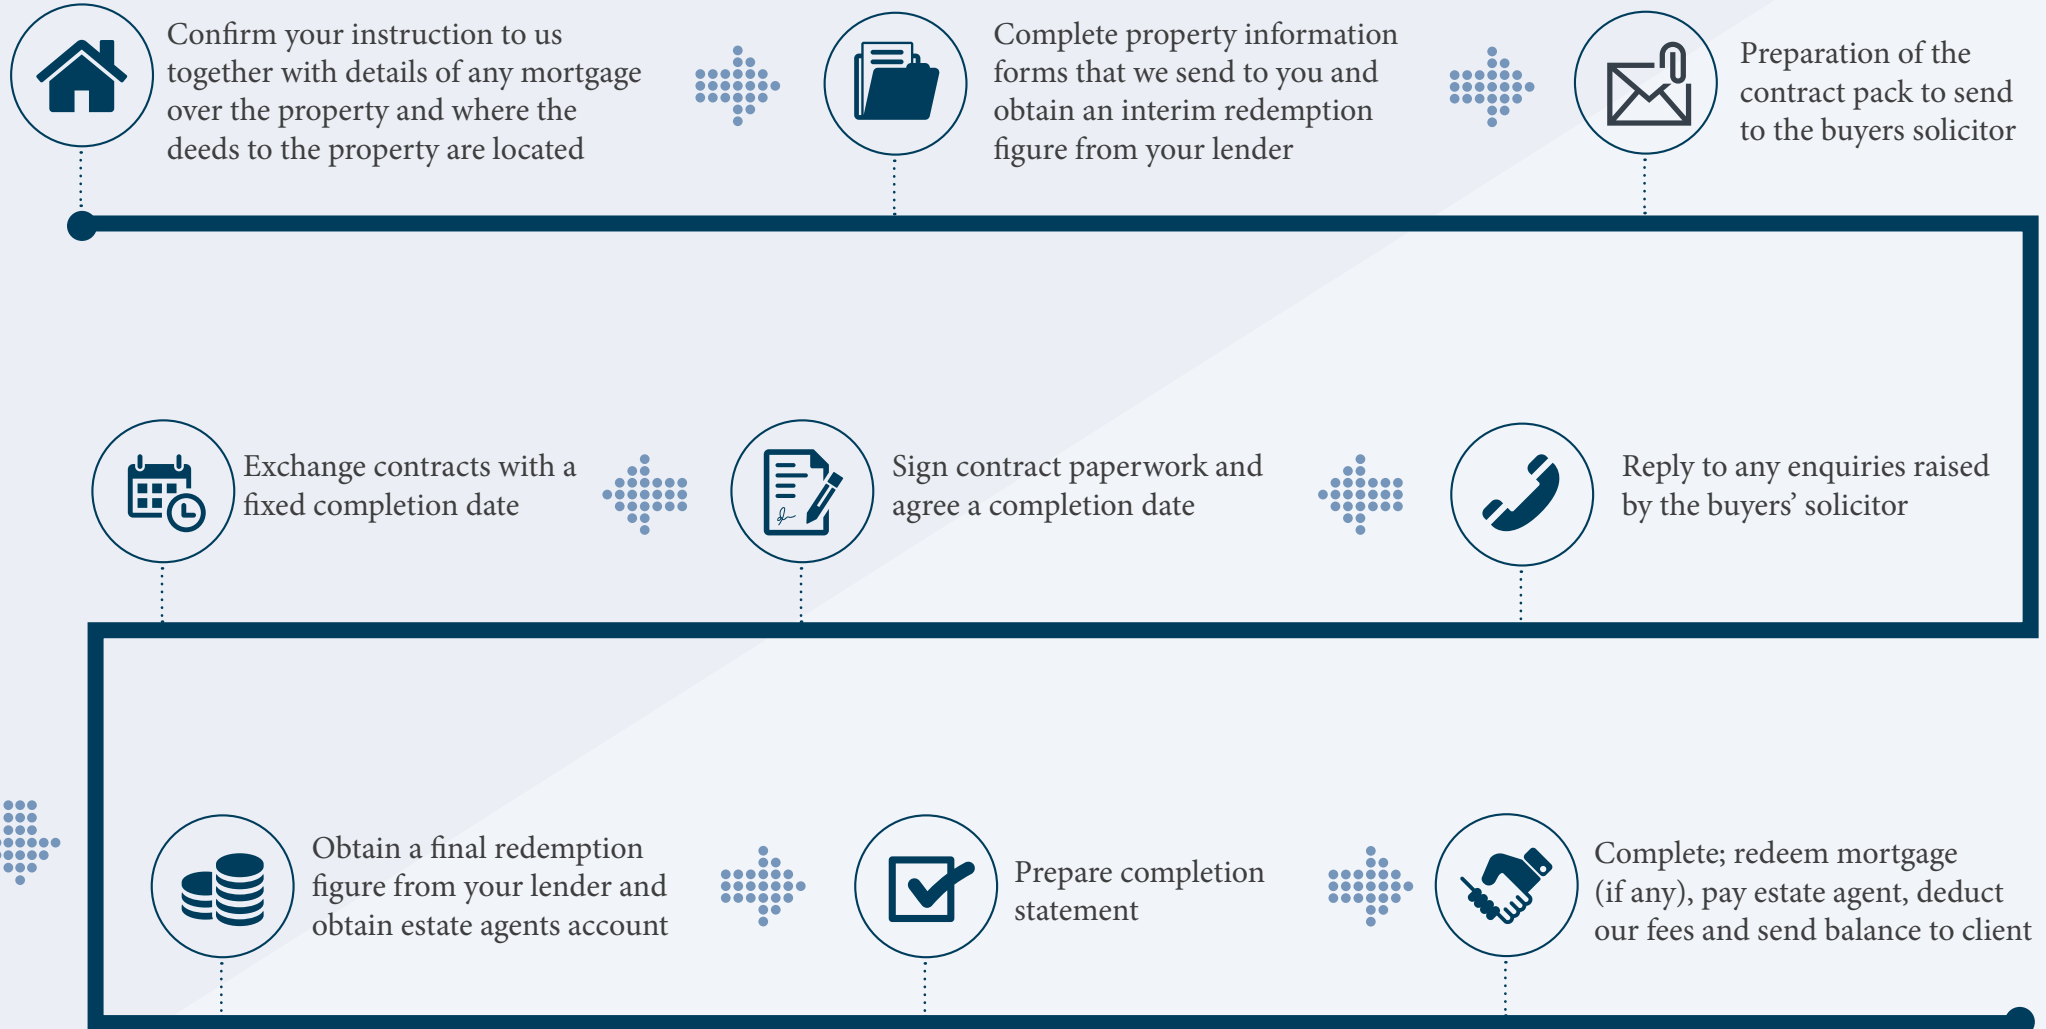 Confirm your instruction to us
together with details of any mortgage
over the property and where the
deeds to the property are located
Complete property information
forms that we send to you and
obtain an interim redemption
figure from your lender
Preparation of the
contract pack to send
to the buyers solicitor
Reply to any enquiries raised
by the buyers’ solicitor
Sign contract paperwork and
agree a completion date
Exchange contracts with a
fixed completion date
Obtain a final redemption
figure from your lender and
obtain estate agents account
Prepare completion
statement
Complete; redeem mortgage
(if any), pay estate agent, deduct
our fees and send balance to client